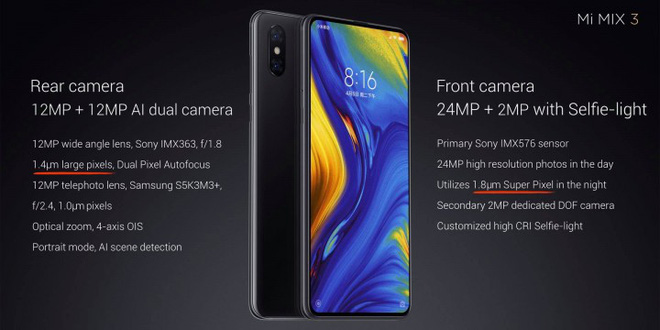 Mi MIX 3
Rear camera
12MP + 12MP AI dual camera
12MP wide angle lens, Sony IMX363, f/1.8
1.4μm large pixels, Dual Pixel Autofocus
12MP telephoto lens, Samsung S5K3M3+,
f/2.4, 1.0μm pixels
Optical zoom, 4-axis OIS
Portrait mode, AI scene detection
8:16
Front camera
24MP + 2MP with Selfie-light
Primary Sony IMX576 sensor
24MP high resolution photos in the day
Utilizes 1.8μm Super Pixel in the night
Secondary 2MP dedicated DOF camera
Customized high CRI Selfie-light